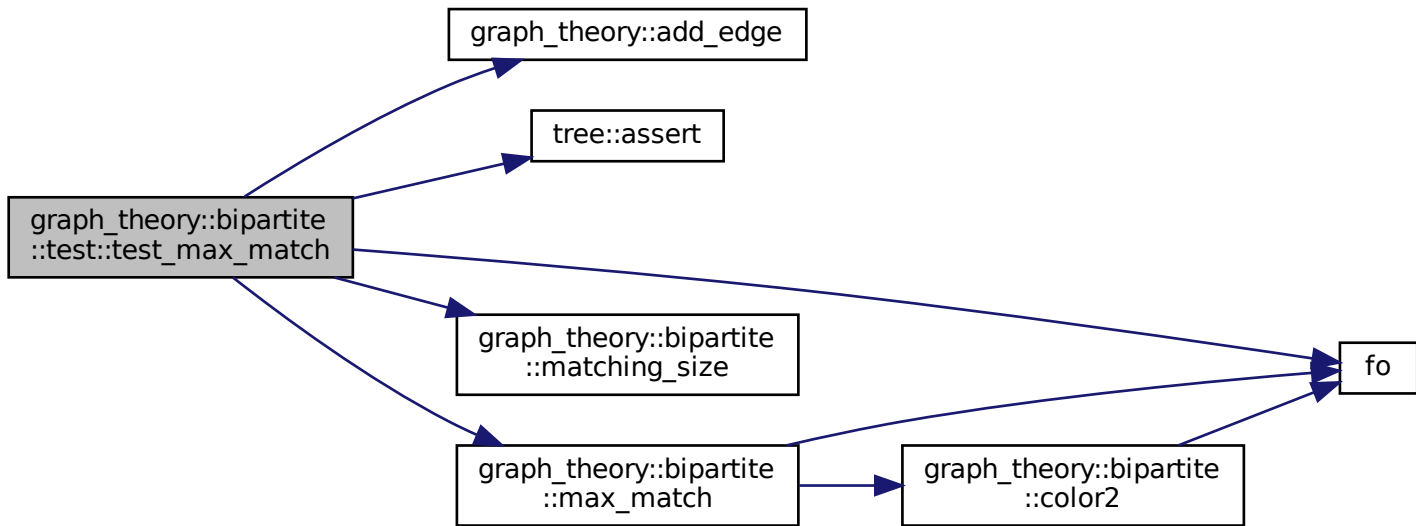 graph_theory::add_edge
tree::assert
graph_theory::bipartite
::test::test_max_match
graph_theory::bipartite
::matching_size
fo
graph_theory::bipartite
::max_match
graph_theory::bipartite
::color2